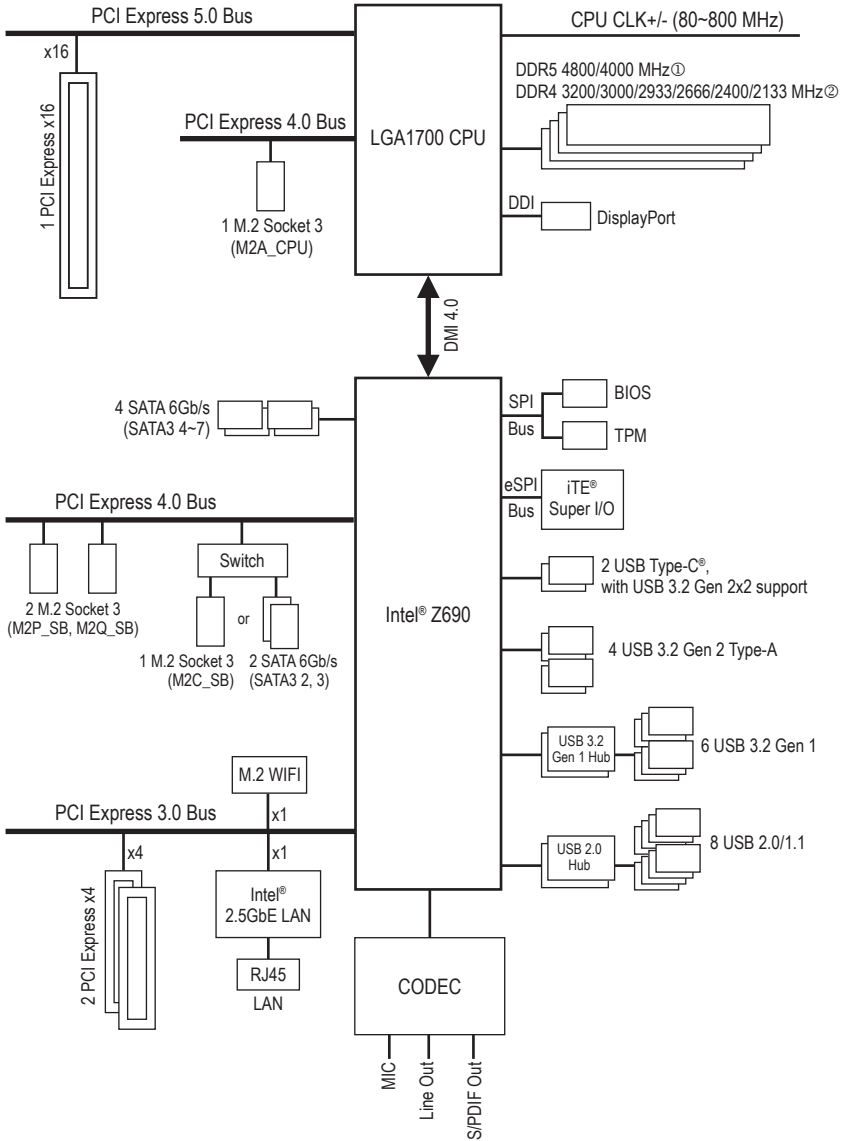 PCI Express 5.0 Bus
CPU CLK+/- (80~800 MHz)
x16
1 PCI Express x16
PCI Express 4.0 Bus
1 M.2 Socket 3
(M2A_CPU)
LGA1700 CPU
DDR5 4800/4000 MHz①
DDR4 3200/3000/2933/2666/2400/2133 MHz②
DDI
DisplayPort
DMI 4.0
4 SATA 6Gb/s
(SATA3 4~7)
SPI
Bus
BIOS
TPM
eSPI
Bus
iTE®
Super I/O
PCI Express 4.0 Bus
Switch
2 M.2 Socket 3
(M2P_SB, M2Q_SB)
or
1 M.2 Socket 3
(M2C_SB)
2 SATA 6Gb/s
(SATA3 2, 3)
Intel® Z690
2 USB Type-C®,
with USB 3.2 Gen 2x2 support
4 USB 3.2 Gen 2 Type-A
USB 3.2
Gen 1 Hub
6 USB 3.2 Gen 1
USB 2.0
Hub
8 USB 2.0/1.1
M.2 WIFI
x1
PCI Express 3.0 Bus
x4
x1
2 PCI Express x4
Intel®
2.5GbE LAN
RJ45
LAN
CODEC
MIC
Line Out
S/PDIF Out